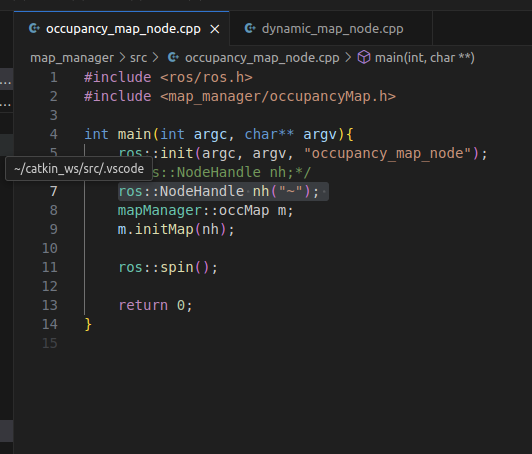 occupancy_map_node.cpp × dynamic_map_node.cpp
map_manager > src > occupancy_map_node.cpp > main(int, char **)
1 #include <ros/ros.h>
2 #include <map_manager/occupancyMap.h>
3
4 int main(int argc, char** argv){
5 ros::init(argc, argv, "occupancy_map_node");
~/catkin_ws/src/.vscode s::NodeHandle nh;*/
7 ros::NodeHandle nh("~");
8 mapManager::occMap m;
9 m.initMap(nh);
10
11 ros::spin();
12
13 return 0;
14 }
15